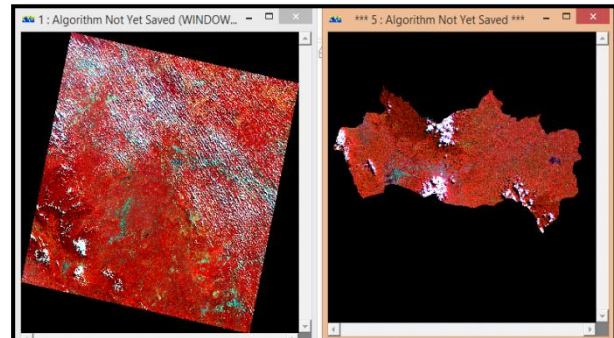 1 : Algorithm Not Yet Saved (WINDOW...
*** 5 : Algorithm Not Yet Saved ***